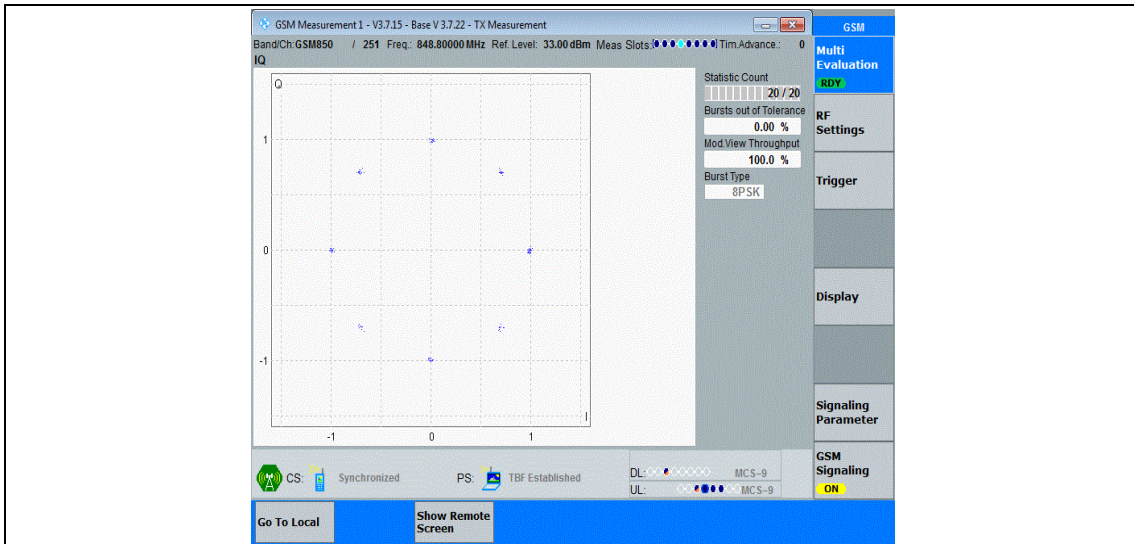 GSM Measurement 1 - V3.7.15 - Base V 3.7.22 - TX Measurement
GSM
Band/Ch: GSM850 / 251 Freq.: 848.80000 MHz Ref. Level: 33.00 dBm Meas Slots: Tim.Advance.: 0
IQ
Multi
Evaluation
RDY
Q
Statistic Count
20 / 20
Bursts out of Tolerance
0.00 %
Mod.View Throughput
100.0 %
Burst Type
8PSK
RF
Settings
Trigger
Display
Signaling
Parameter
GSM
Signaling
ON
1
0
-1
I
-1 0 1
CS: Synchronized PS: TBF Established
DL: MCS-9
UL: MCS-9
Go To Local
Show Remote
Screen